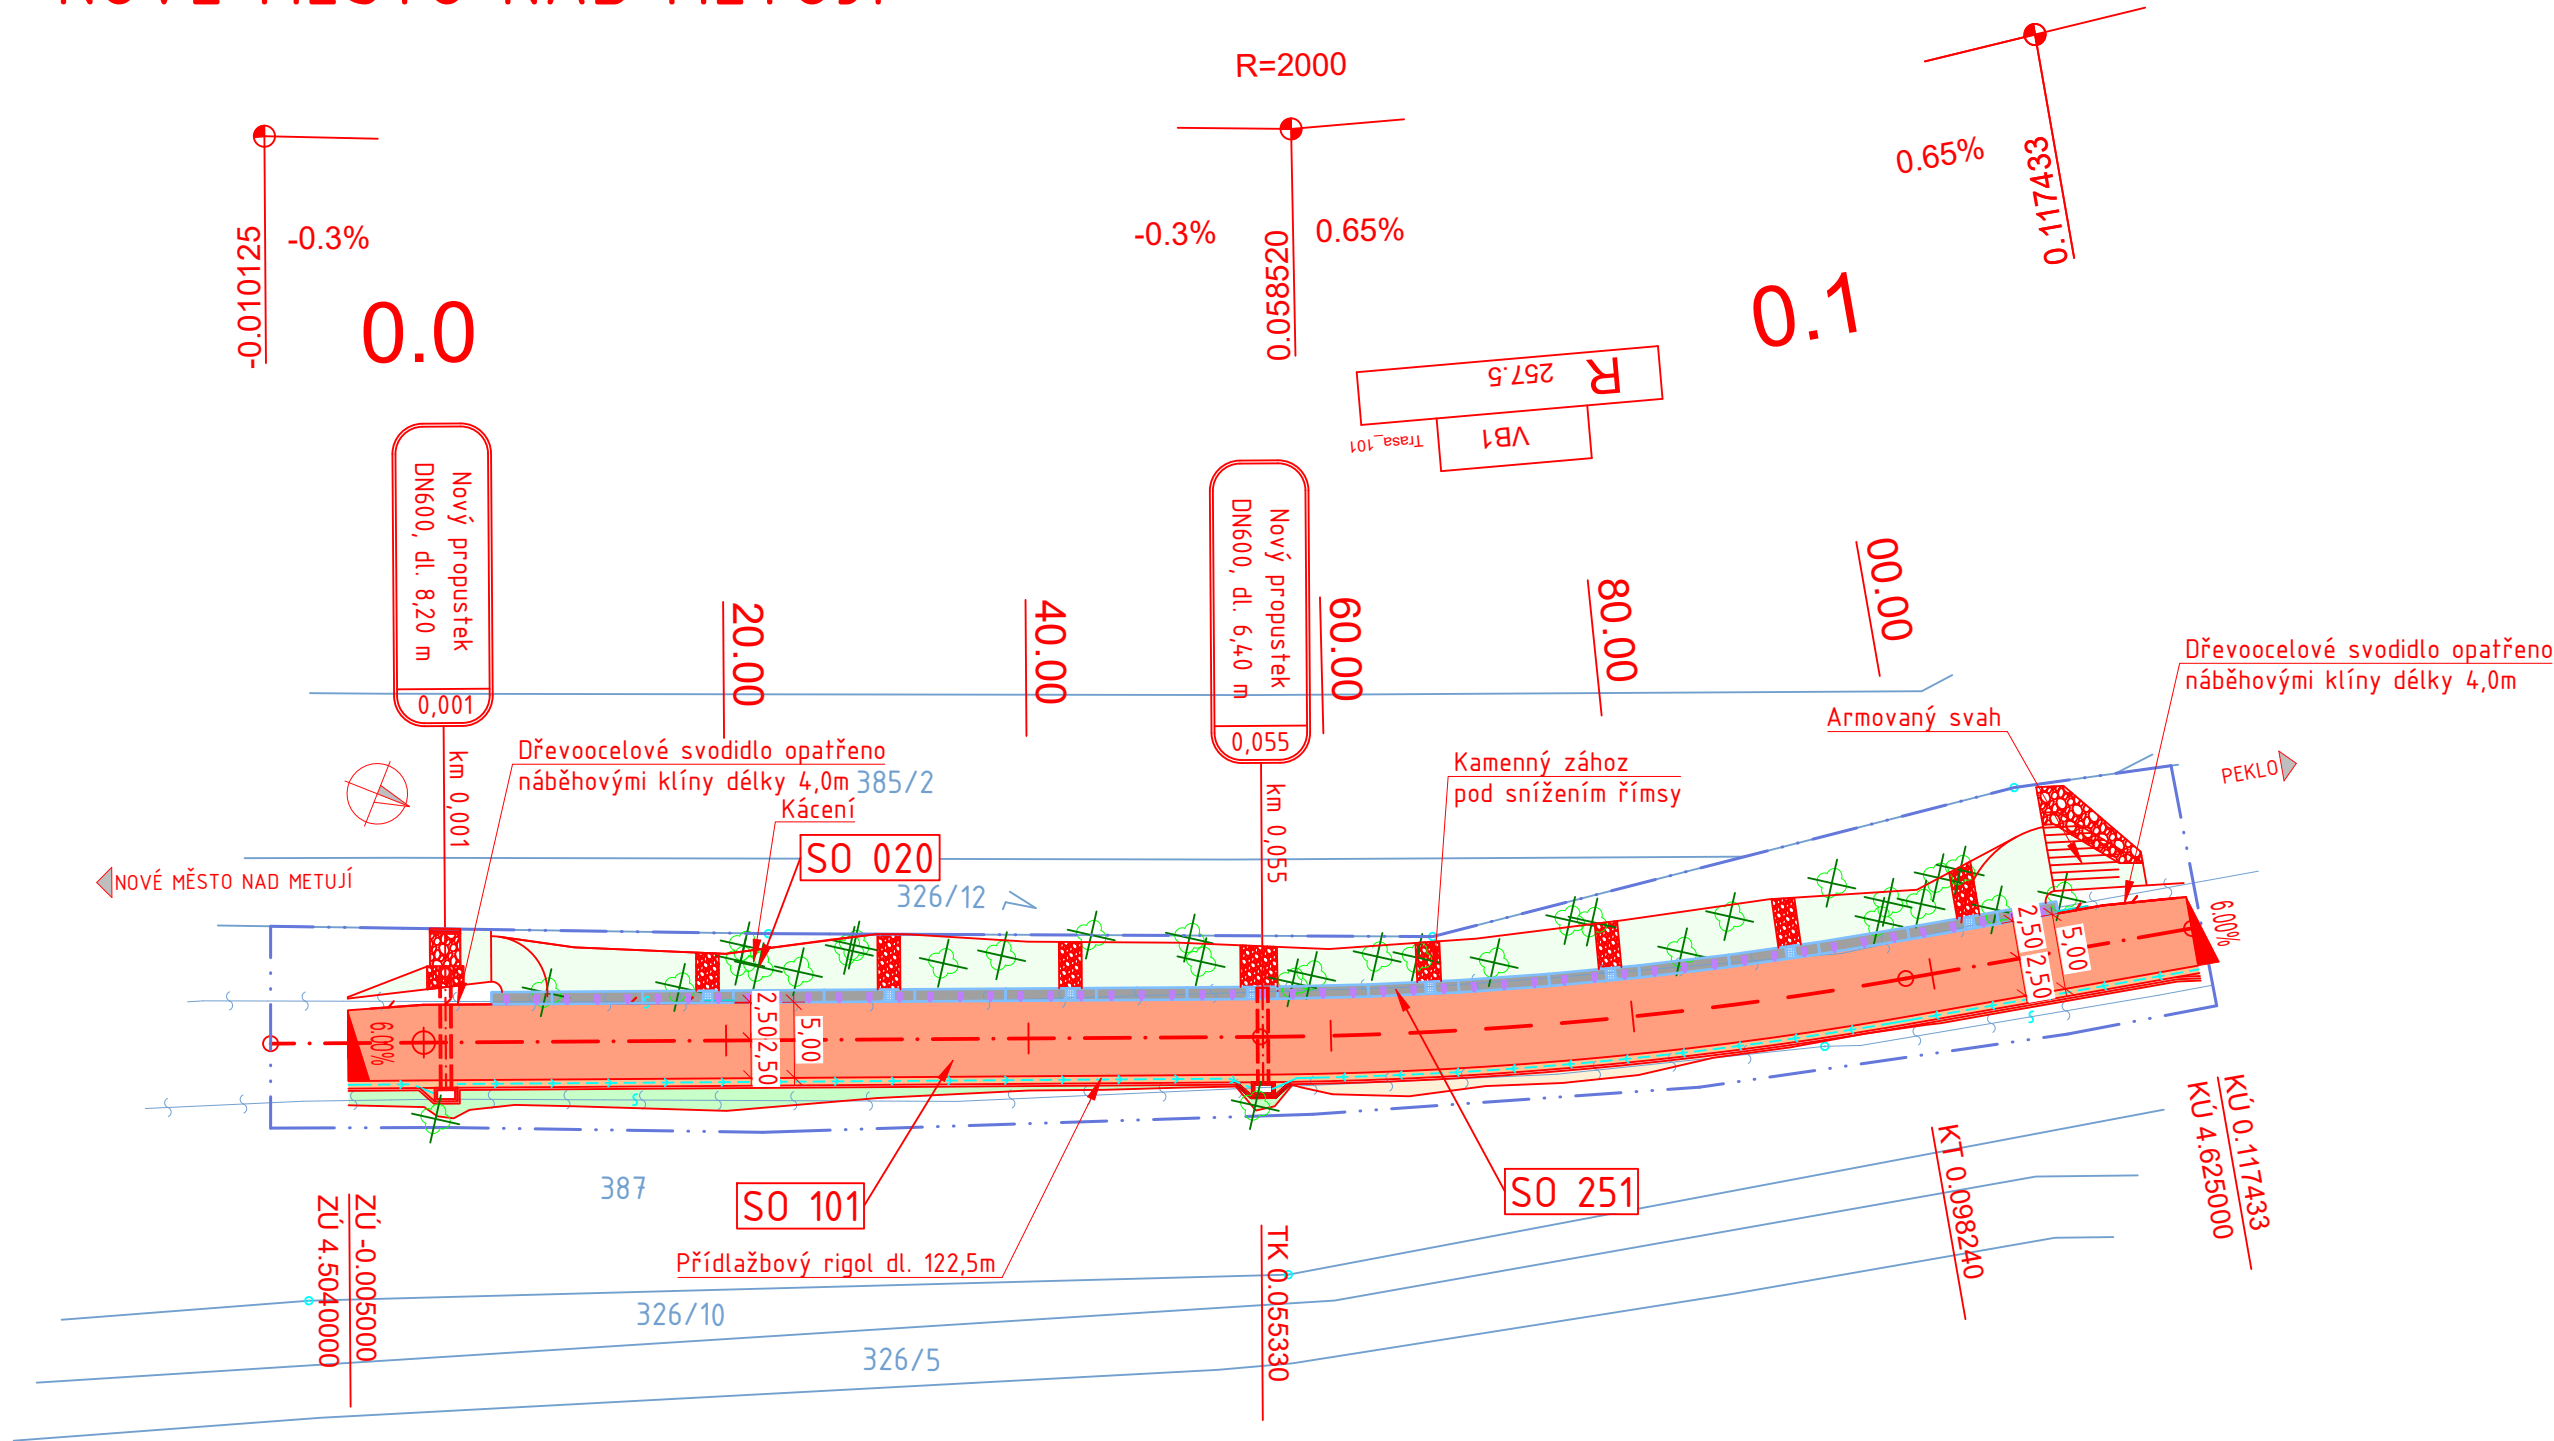 NOVÉ MĚSTO NAD METUJÍ
R=2000
-0.010125
-0.3%
-0.3%
0.058520
0.65%
0.65%
0.117433
0.0
0.1
R
257.5
VB1
Trasa_101
Nový propustek
DN600, dl. 8,20 m
0,001
km 0,001
Nový propustek
DN600, dl. 6,40 m
0,055
km 0,055
20.00
40.00
60.00
80.00
00.00
Dřevoocelové svodidlo opatřeno
náběhovými klíny délky 4,0m
385/2
Kácení
SO 020
326/12
Kamenný zához
pod snížením římsy
Armovaný svah
Dřevoocelové svodidlo opatřeno
náběhovými klíny délky 4,0m
PEKLO
NOVÉ MĚSTO NAD METUJÍ
6.00%
2,50
2,50
5,00
2,50
2,50
5,00
6.00%
387
SO 101
SO 251
Přídlažbový rigol dl. 122,5m
326/10
326/5
ZÚ -0.005000
ZÚ 4.504000
TK 0.055330
KT 0.098240
KÚ 0.117433
KÚ 4.625000